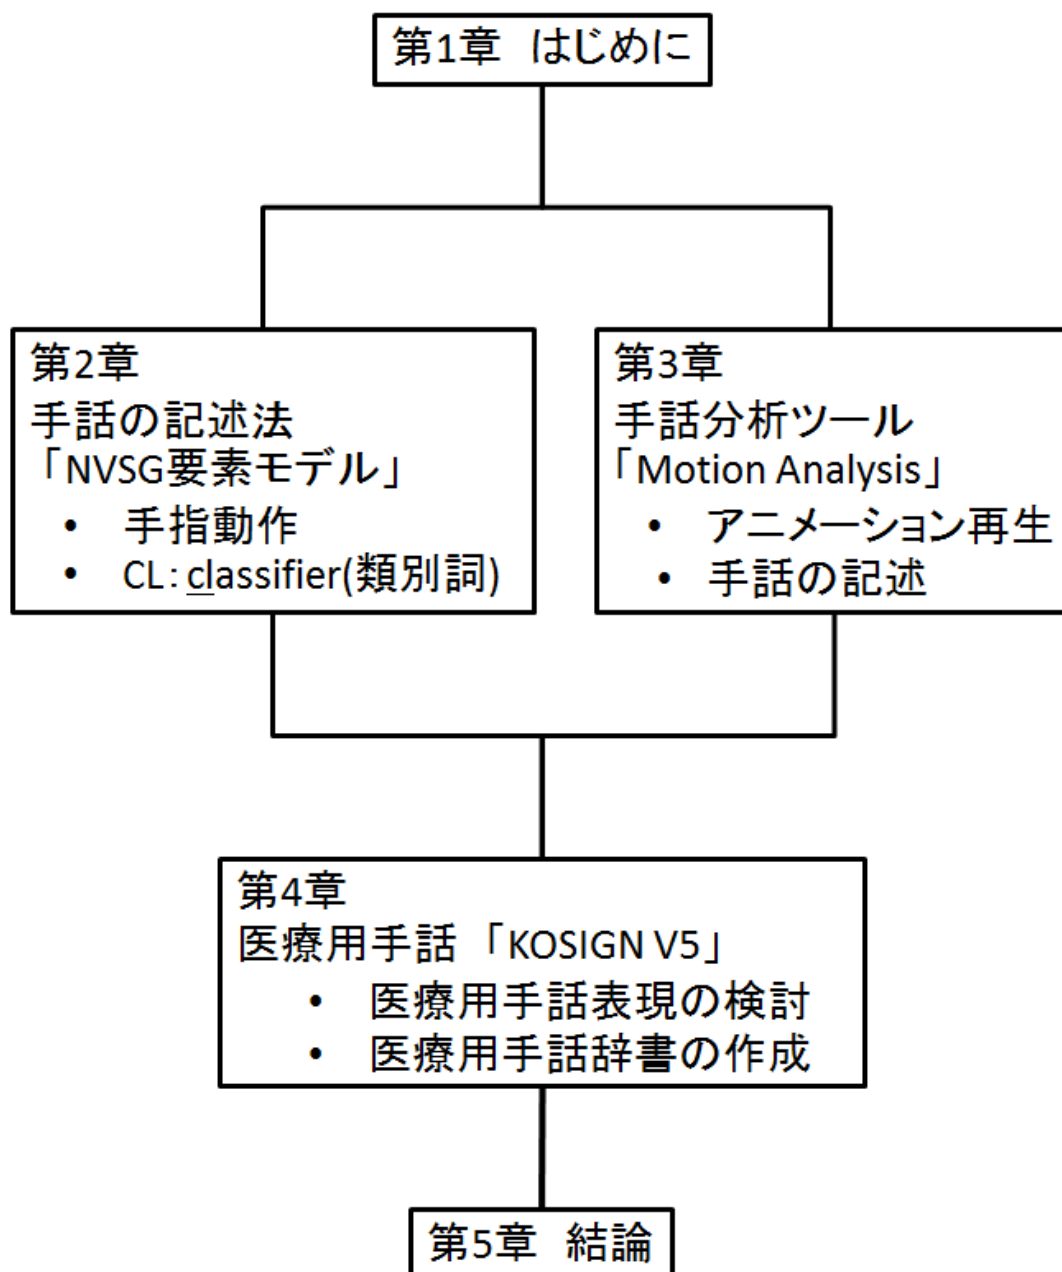 第1章　はじめに
第2章
手話の記述法
「NVSG要素モデル」
• 手指動作
• CL：classifier(類別詞)
第3章
手話分析ツール
「Motion Analysis」
• アニメーション再生
• 手話の記述
第4章
医療用手話「KOSIGN V5」
• 医療用手話表現の検討
• 医療用手話辞書の作成
第5章　結論